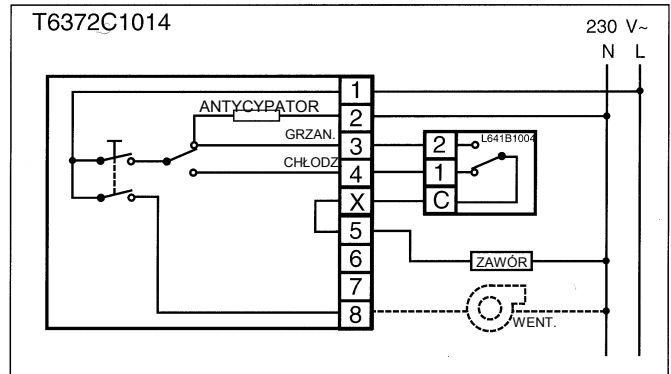 T6372C1014
230 V~
N L
1
ANTYCYPATOR
2
GRZAN.
3
2
L641B1004
CHŁODZ
4
1
X
C
5
6
ZAWÓR
7
8
WENT.